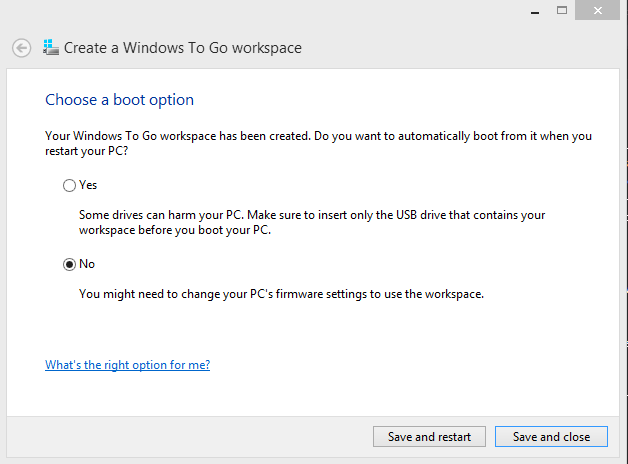 Create a Windows To Go workspace
Choose a boot option
Your Windows To Go workspace has been created. Do you want to automatically boot from it when you
restart your PC?
Yes
Some drives can harm your PC. Make sure to insert only the USB drive that contains your
workspace before you boot your PC.
No
You might need to change your PC's firmware settings to use the workspace.
What's the right option for me?
Save and restart
Save and close